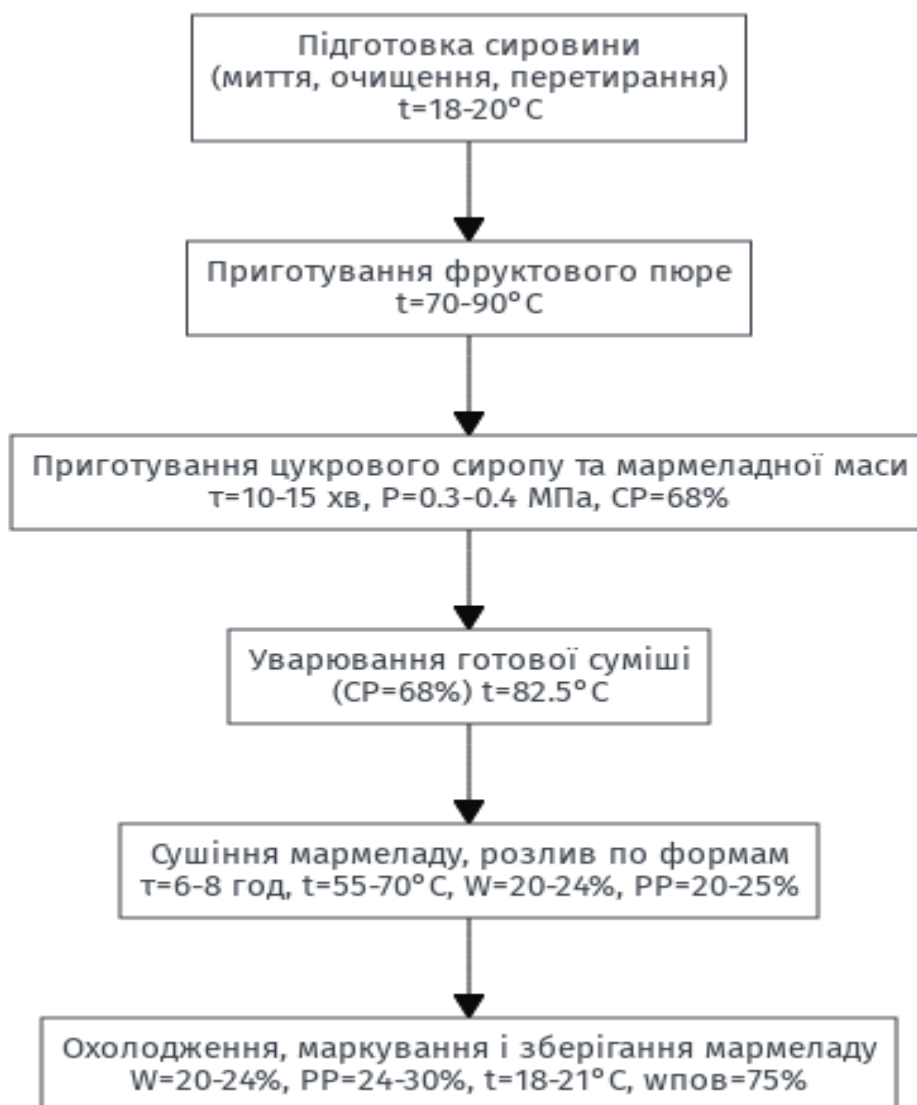 Підготовка сировини
(миття, очищення, перетирання)
t=18-20°C
Приготування фруктового пюре
t=70-90°C
Приготування цукрового сиропу та мармеладної маси
τ=10-15 хв, P=0.3-0.4 МПа, СР=68%
Уварювання готової суміші
(СР=68%) t=82.5°C
Сушіння мармеладу, розлив по формам
τ=6-8 год, t=55-70°C, W=20-24%, РР=20-25%
Охолодження, маркування і зберігання мармеладу
W=20-24%, РР=24-30%, t=18-21°C, wпов=75%